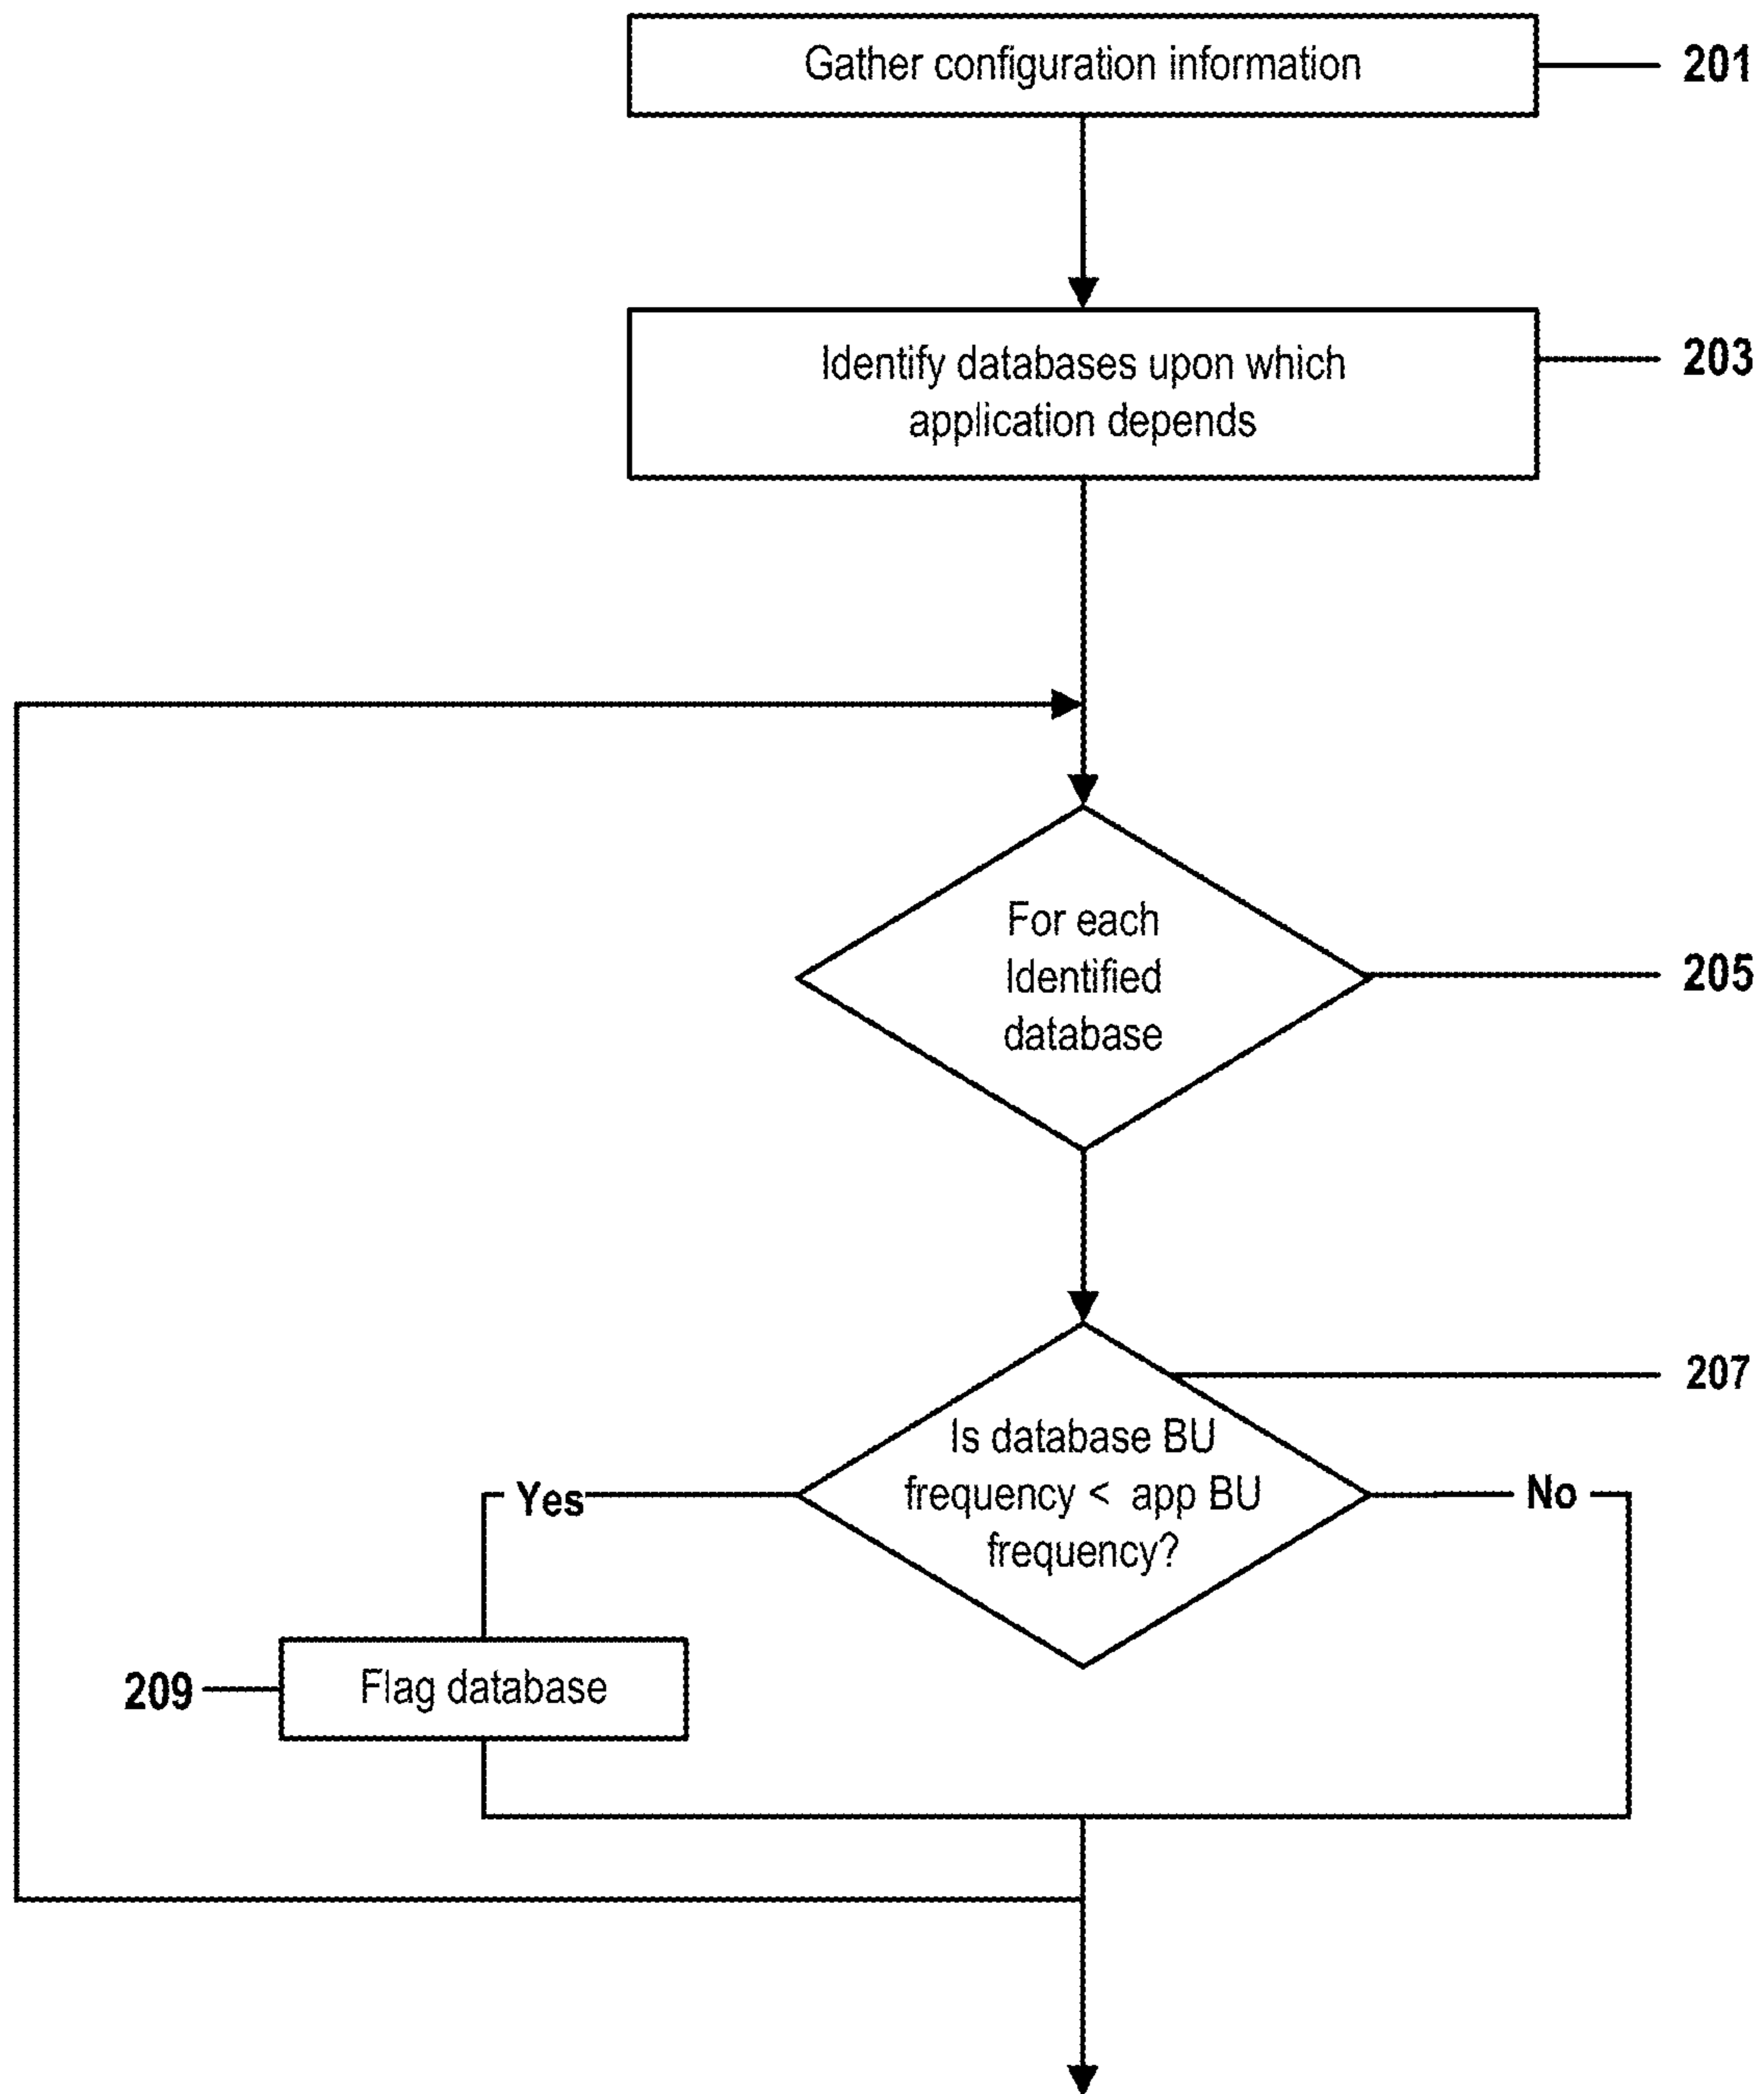 Gather configuration information
201
Identify databases upon which
application depends
203
For each
Identified
database
205
207
Is database BU
frequency < app BU
frequency?
Yes
No
209
Flag database